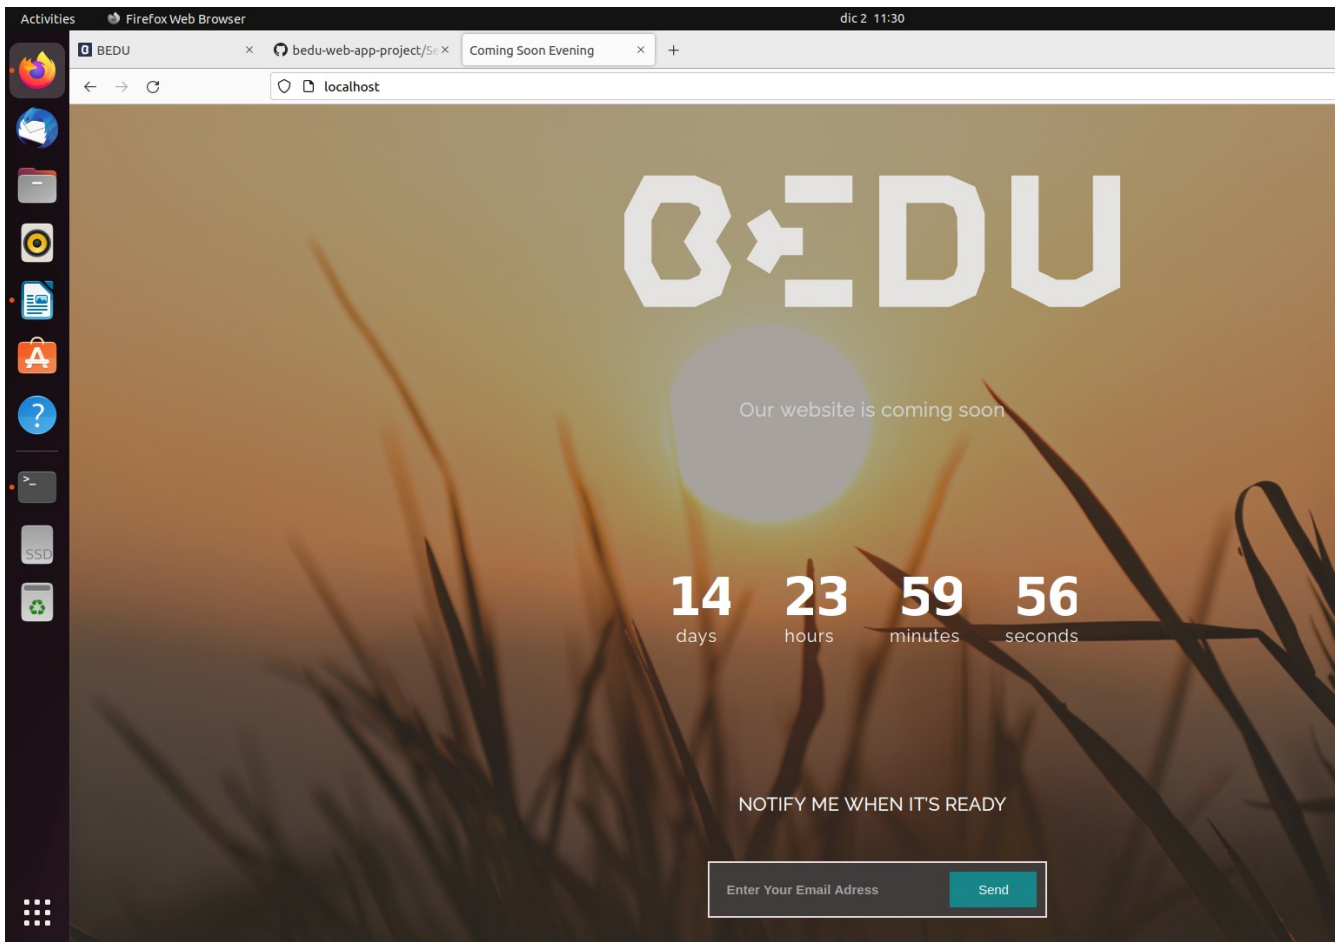 Activities Firefox Web Browser dic 2 11:30
BEDU bedu-web-app-project/Se Coming Soon Evening
localhost
BEDU
Our website is coming soon
14 23 59 56
days hours minutes seconds
SSD
NOTIFY ME WHEN IT'S READY
Enter Your Email Adress Send